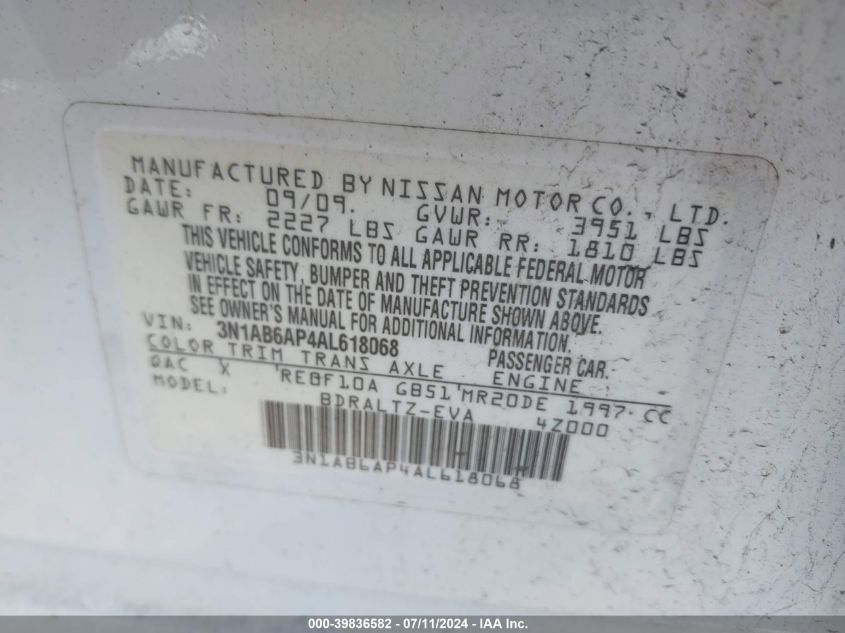 MANUFACTURED BY NISSAN MOTOR CO., LTD.
DATE: 09/09. GVWR: 3951 LBS
GAWR FR: 2227 LBS GAWR RR: 1810 LBS
THIS VEHICLE CONFORMS TO ALL APPLICABLE FEDERAL MOTOR
VEHICLE SAFETY, BUMPER AND THEFT PREVENTION STANDARDS
IN EFFECT ON THE DATE OF MANUFACTURE SHOWN ABOVE.
SEE OWNER'S MANUAL FOR ADDITIONAL INFORMATION.
VIN: 3N1AB6AP4AL618068 PASSENGER CAR.
COLOR TRIM TRANS AXLE ENGINE
QAC X RE0F10A GB51 MR20DE 1997 CC
MODEL: BDRALTZ-EVA 4Z000
3N1AB6AP4AL618068
000-39836582 - 07/11/2024 - IAA Inc.